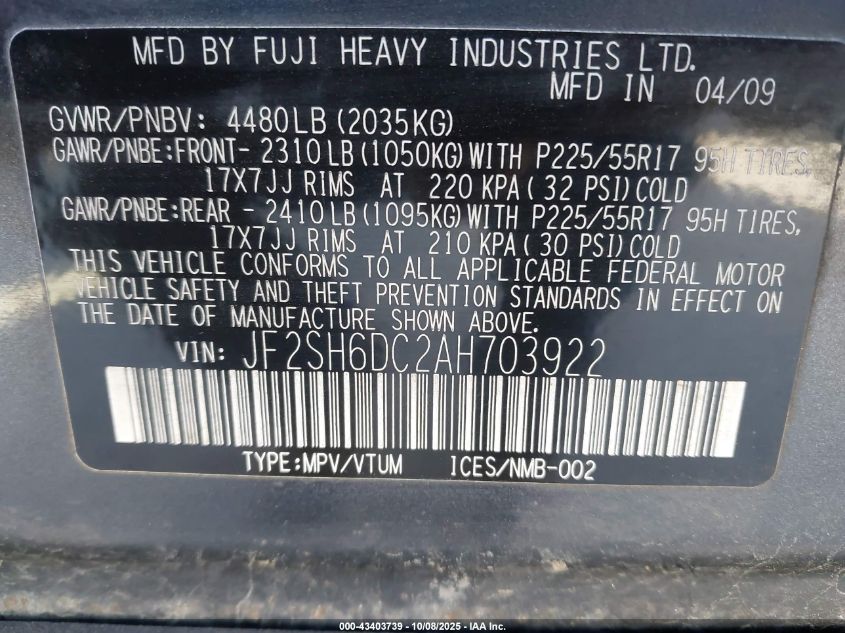 MFD BY FUJI HEAVY INDUSTRIES LTD.
MFD IN 04/09
GVWR/PNBV: 4480LB(2035KG)
GAWR/PNBE:FRONT- 2310LB(1050KG)WITH P225/55R17 95H TIRES,
17X7JJ RIMS AT 220 KPA( 32 PSI)COLD
GAWR/PNBE:REAR - 2410LB(1095KG)WITH P225/55R17 95H TIRES,
17X7JJ RIMS AT 210 KPA( 30 PSI)COLD
THIS VEHICLE CONFORMS TO ALL APPLICABLE FEDERAL MOTOR
VEHICLE SAFETY AND THEFT PREVENTION STANDARDS IN EFFECT ON
THE DATE OF MANUFACTURE SHOWN ABOVE.
VIN: JF2SH6DC2AH703922
TYPE:MPV/VTUM ICES/NMB-002
000-43403739 - 10/08/2025 - IAA Inc.